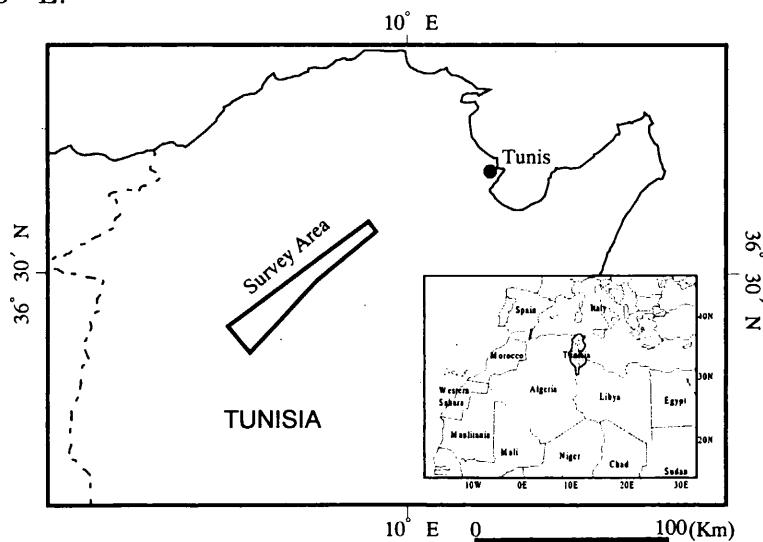 10° E
Tunis
Survey Area
36° 30′ N
36° 30′ N
TUNISIA
Spain
Italy
40N
Morocco
Tunisia
30N
Western
Sahara
Algeria
Libya
Egypt
Mauritania
20N
Mali
Niger
Chad
Sudan
10W
0E
10E
20E
30E
10° E
0
100(Km)